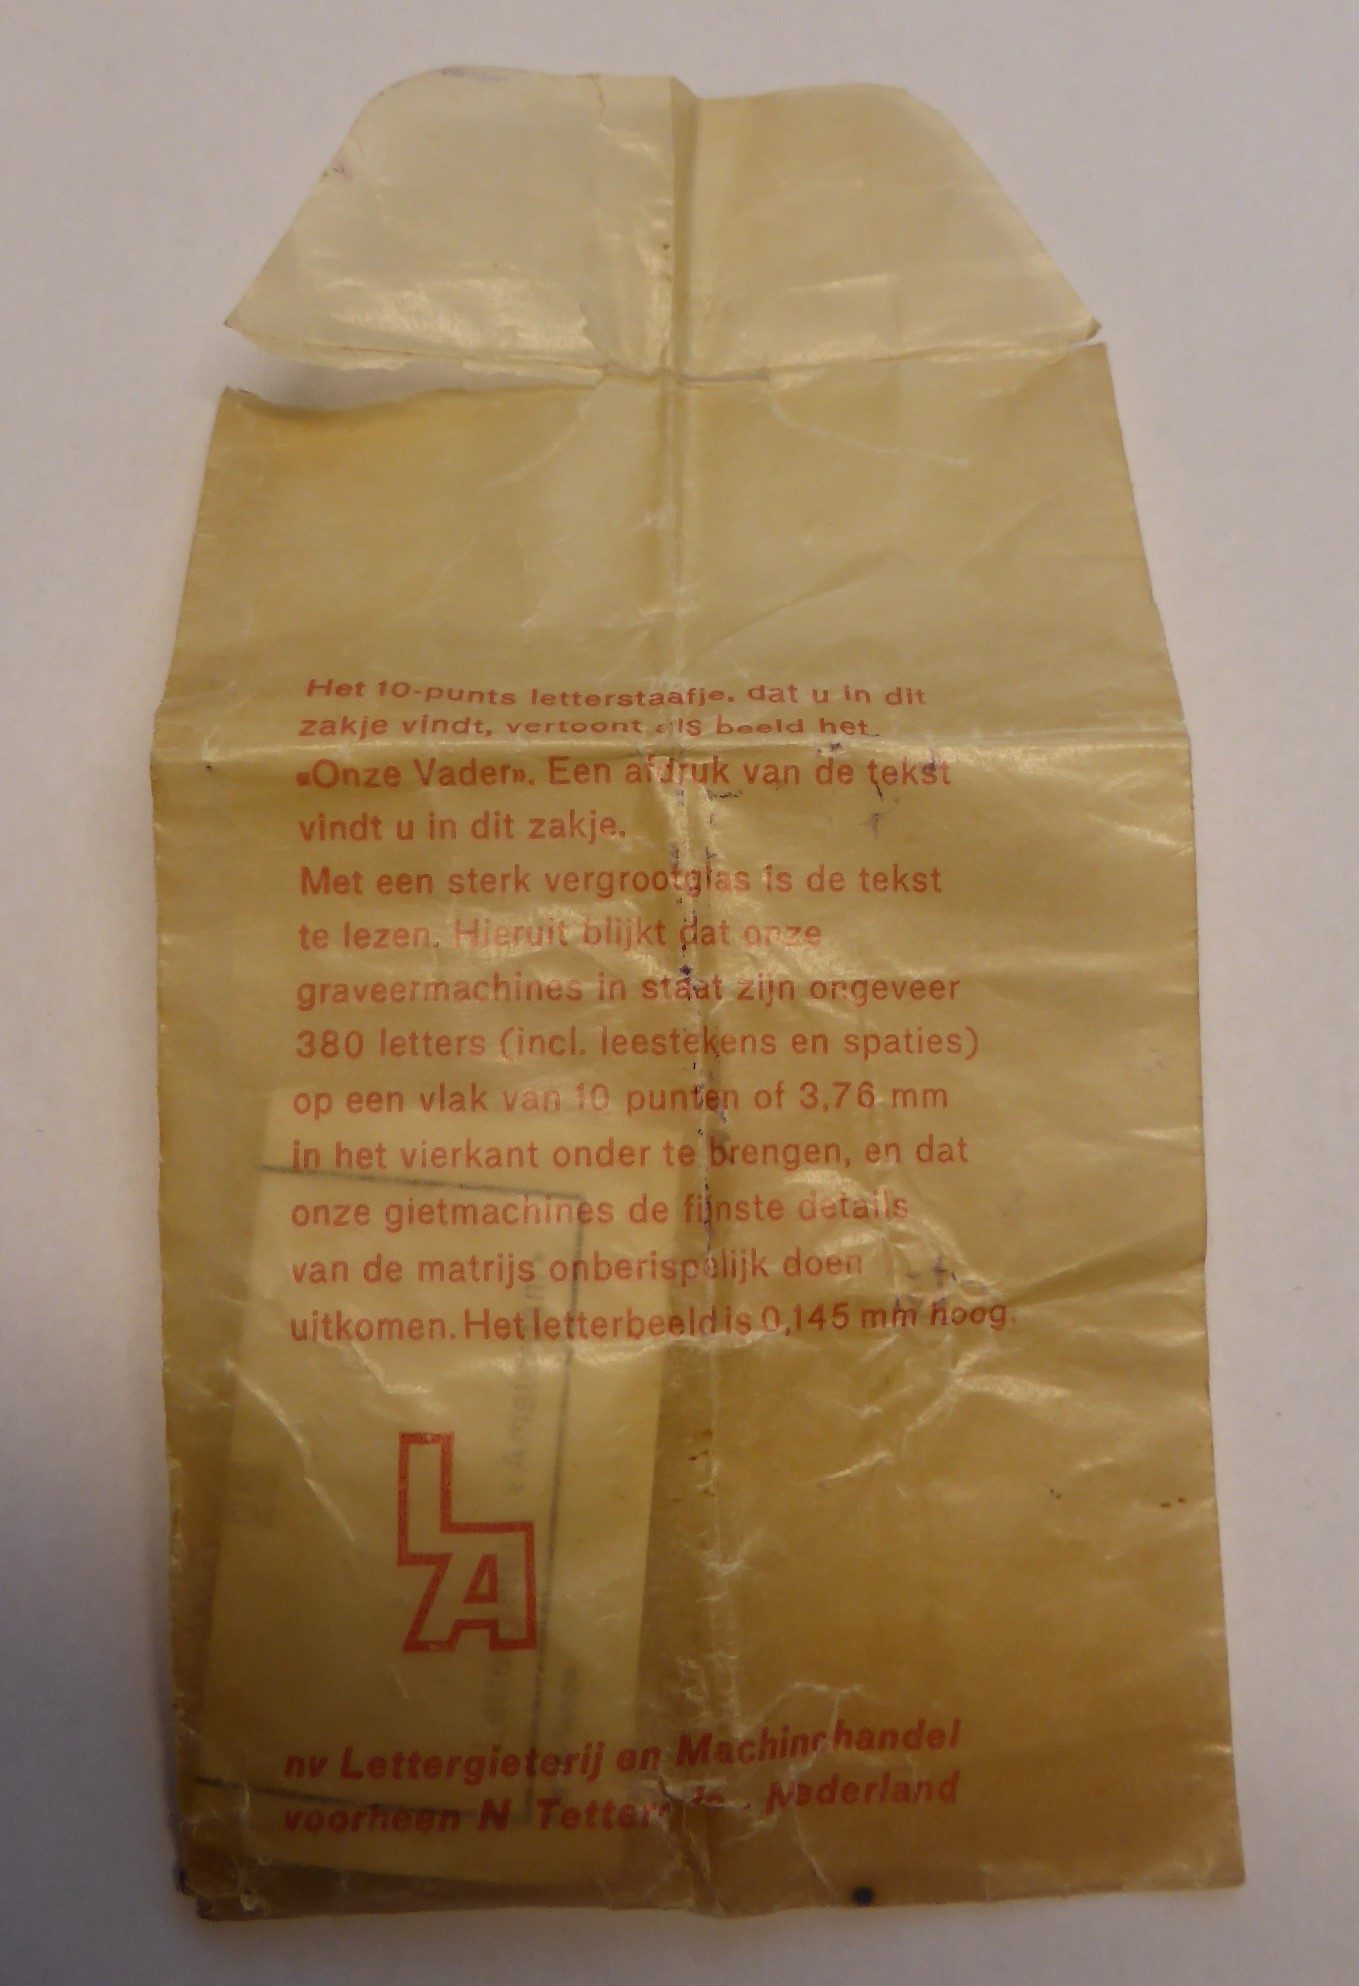 Het 10-punts letterstaafje, dat u in dit
zakje vindt, vertoont als beeld het
«Onze Vader». Een afdruk van de tekst
vindt u in dit zakje.
Met een sterk vergrootglas is de tekst
te lezen. Hieruit blijkt dat onze
graveermachines in staat zijn ongeveer
380 letters (incl. leestekens en spaties)
op een vlak van 10 punten of 3,76 mm
in het vierkant onder te brengen, en dat
onze gietmachines de fijnste details
van de matrijs onberispelijk doen
uitkomen. Het letterbeeld is 0,145 mm hoog.
LA
nv Lettergieterij en Machinehandel
voorheen N Tetterode - Nederland